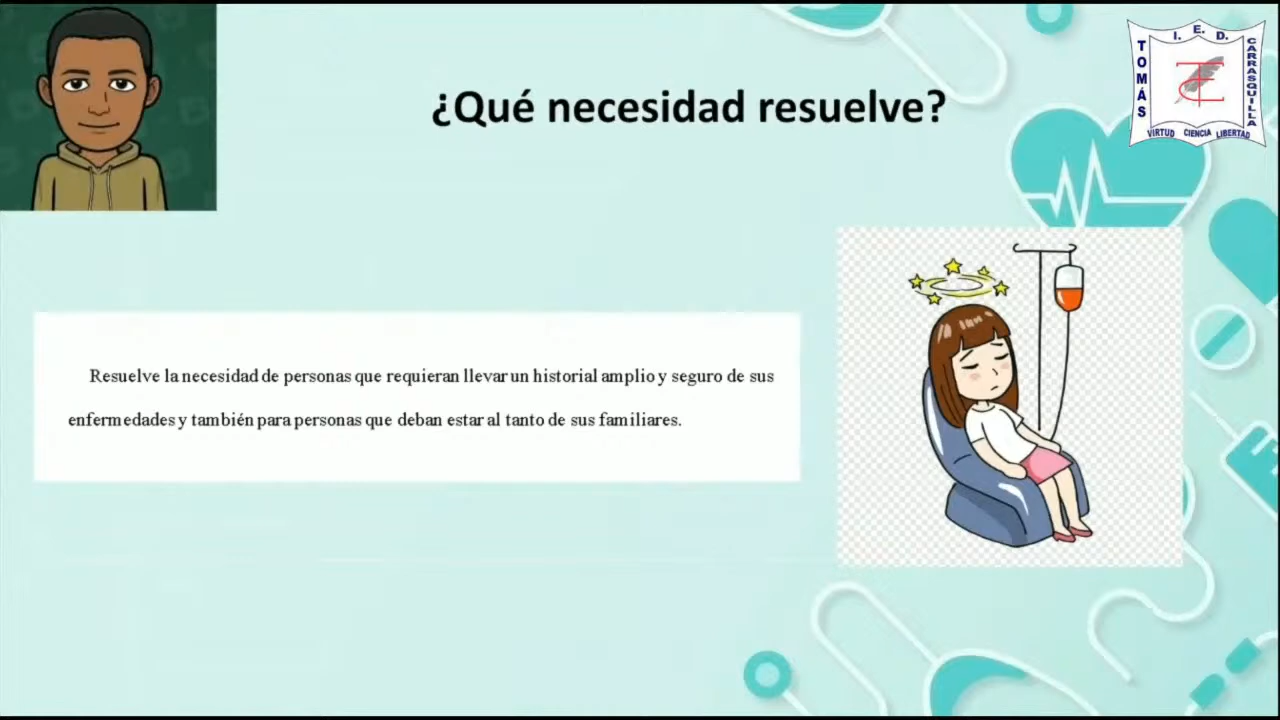 ¿Qué necesidad resuelve?
I. E. D.
TOMÁS
CARRASQUILLA
VIRTUD CIENCIA LIBERTAD
Resuelve la necesidad de personas que requieran llevar un historial amplio y seguro de sus
enfermedades y también para personas que deban estar al tanto de sus familiares.